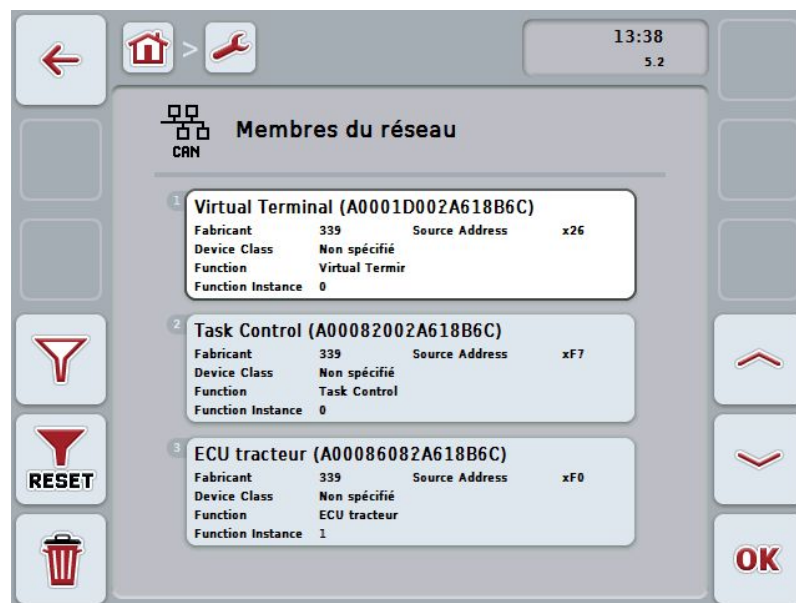 13:38
>
5.2
CAN
Membres du réseau
1
Virtual Terminal (A0001D002A618B6C)
Fabricant 339 Source Address x26
Device Class Non spécifié
Function Virtual Termir
Function Instance 0
2
Task Control (A00082002A618B6C)
Fabricant 339 Source Address xF7
Device Class Non spécifié
Function Task Control
Function Instance 0
3
ECU tracteur (A00086082A618B6C)
Fabricant 339 Source Address xF0
Device Class Non spécifié
Function ECU tracteur
Function Instance 1
RESET
OK